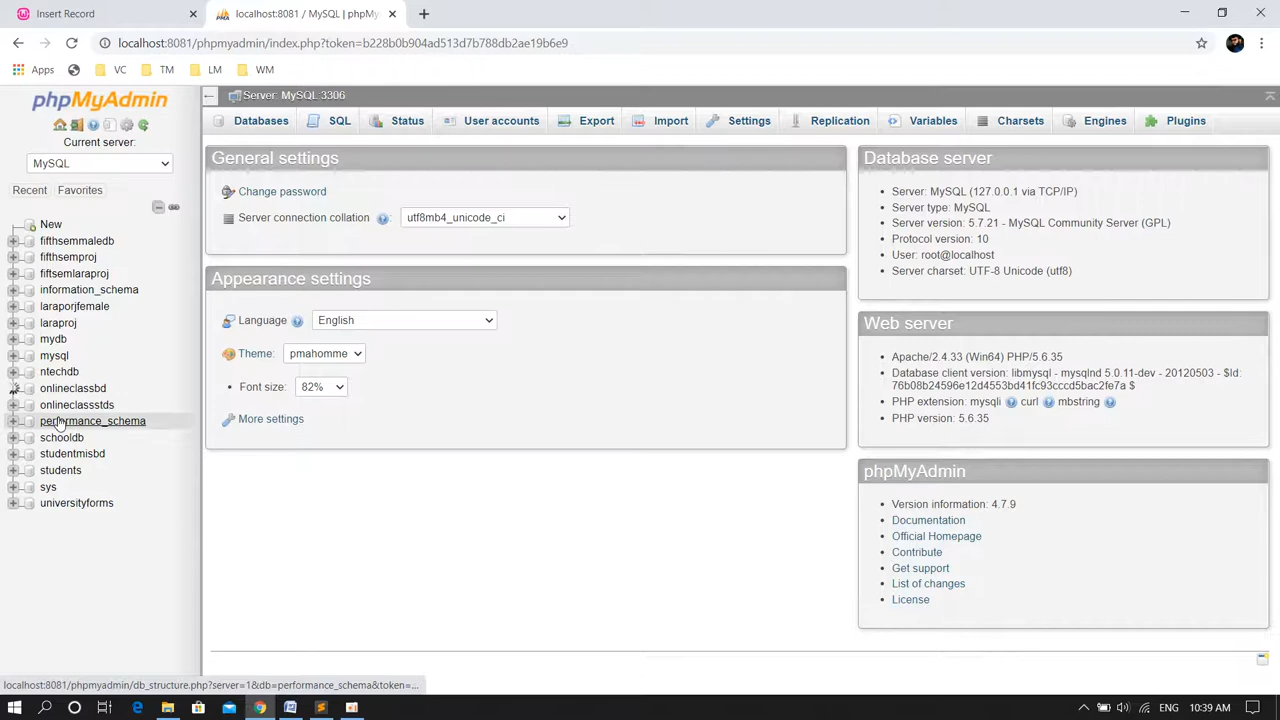 Insert Record
localhost:8081 / MySQL | phpMy
localhost:8081/phpmyadmin/index.php?token=b228b0b904ad513d7b788db2ae19b6e9
Apps
VC
TM
LM
WM
phpMyAdmin
Current server:
MySQL
Recent
Favorites
New
fifthsemmaledb
fifthsemproj
fiftsemlaraproj
information_schema
laraporjfemale
laraproj
mydb
mysql
ntechdb
onlineclassbd
onlineclassstds
performance_schema
schooldb
studentmisbd
students
sys
universityforms
Server: MySQL:3306
Databases
SQL
Status
User accounts
Export
Import
Settings
Replication
Variables
Charsets
Engines
Plugins
General settings
Change password
Server connection collation
utf8mb4_unicode_ci
Appearance settings
Language
English
Theme:
pmahomme
Font size:
82%
More settings
Database server
Server: MySQL (127.0.0.1 via TCP/IP)
Server type: MySQL
Server version: 5.7.21 - MySQL Community Server (GPL)
Protocol version: 10
User: root@localhost
Server charset: UTF-8 Unicode (utf8)
Web server
Apache/2.4.33 (Win64) PHP/5.6.35
Database client version: libmysql - mysqlnd 5.0.11-dev - 20120503 - $Id:
76b08b24596e12d4553bd41fc93cccd5bac2fe7a $
PHP extension: mysqli curl mbstring
PHP version: 5.6.35
phpMyAdmin
Version information: 4.7.9
Documentation
Official Homepage
Contribute
Get support
List of changes
License
localhost:8081/phpmyadmin/db_structure.php?server=1&db=performance_schema&token=...
ENG
10:39 AM